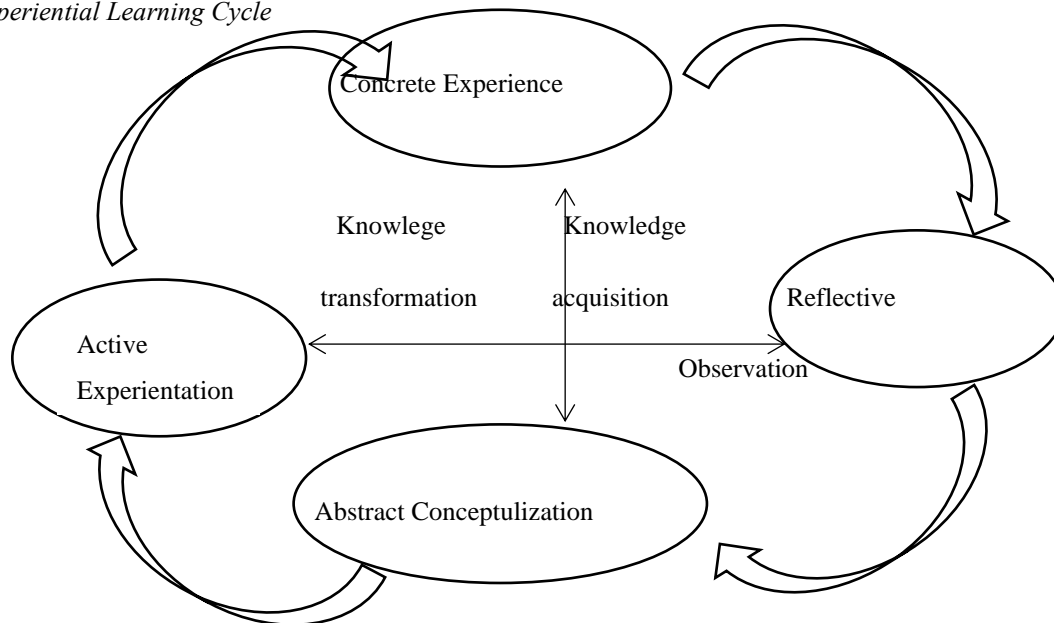 periential Learning Cycle
Concrete Experience
Knowlege
transformation
Knowledge
acquisition
Reflective
Observation
Active
Experientation
Abstract Conceptulization